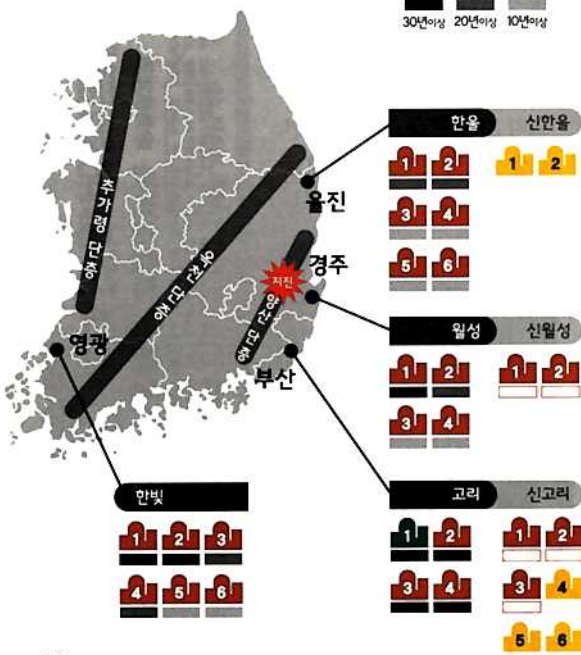 30년이상 20년이상 10년이상
추가령 단층
옥천 단층
양산 단층
지진
울진
경주
영광
부산
한울 신한울
1 2 1 2
3 4
5 6
월성 신월성
1 2 1 2
3 4
고리 신고리
1 2 1 2
3 4 3 4
5 6
한빛
1 2 3
4 5 6